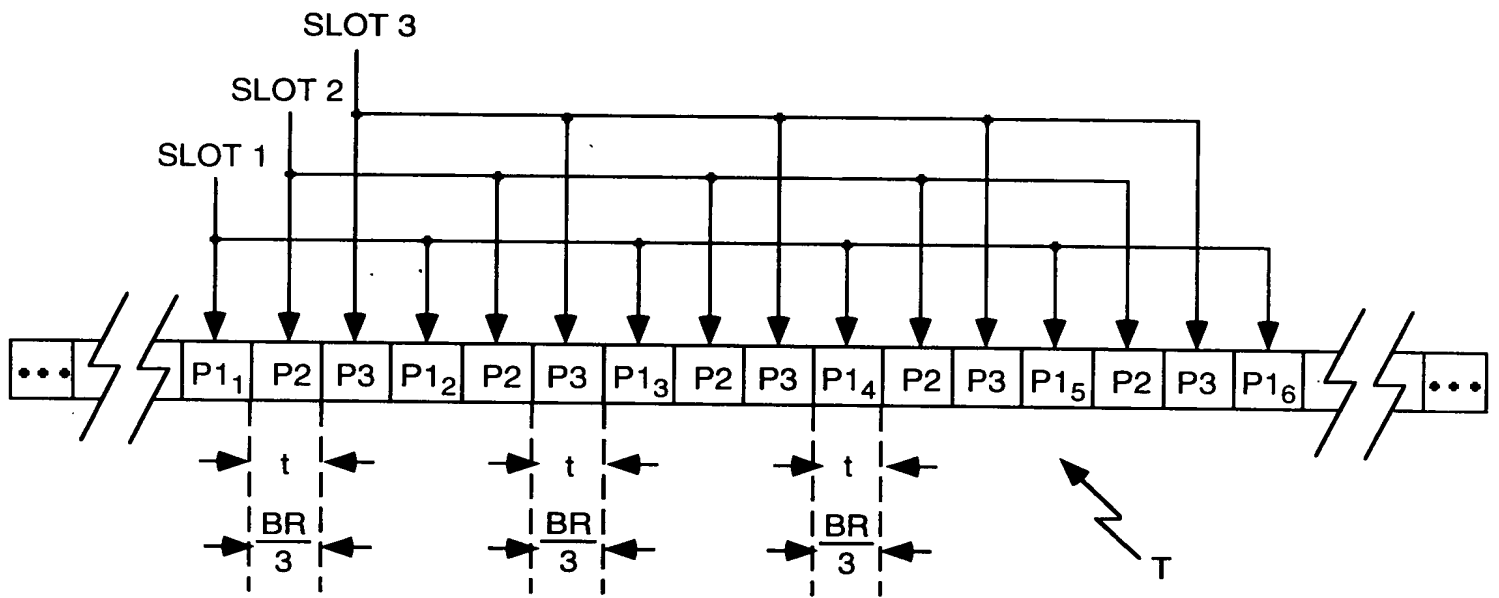 SLOT 3
SLOT 2
SLOT 1
••• P1₁ P2 P3 P1₂ P2 P3 P1₃ P2 P3 P1₄ P2 P3 P1₅ P2 P3 P1₆ •••
t t t
BR/3 BR/3 BR/3
T